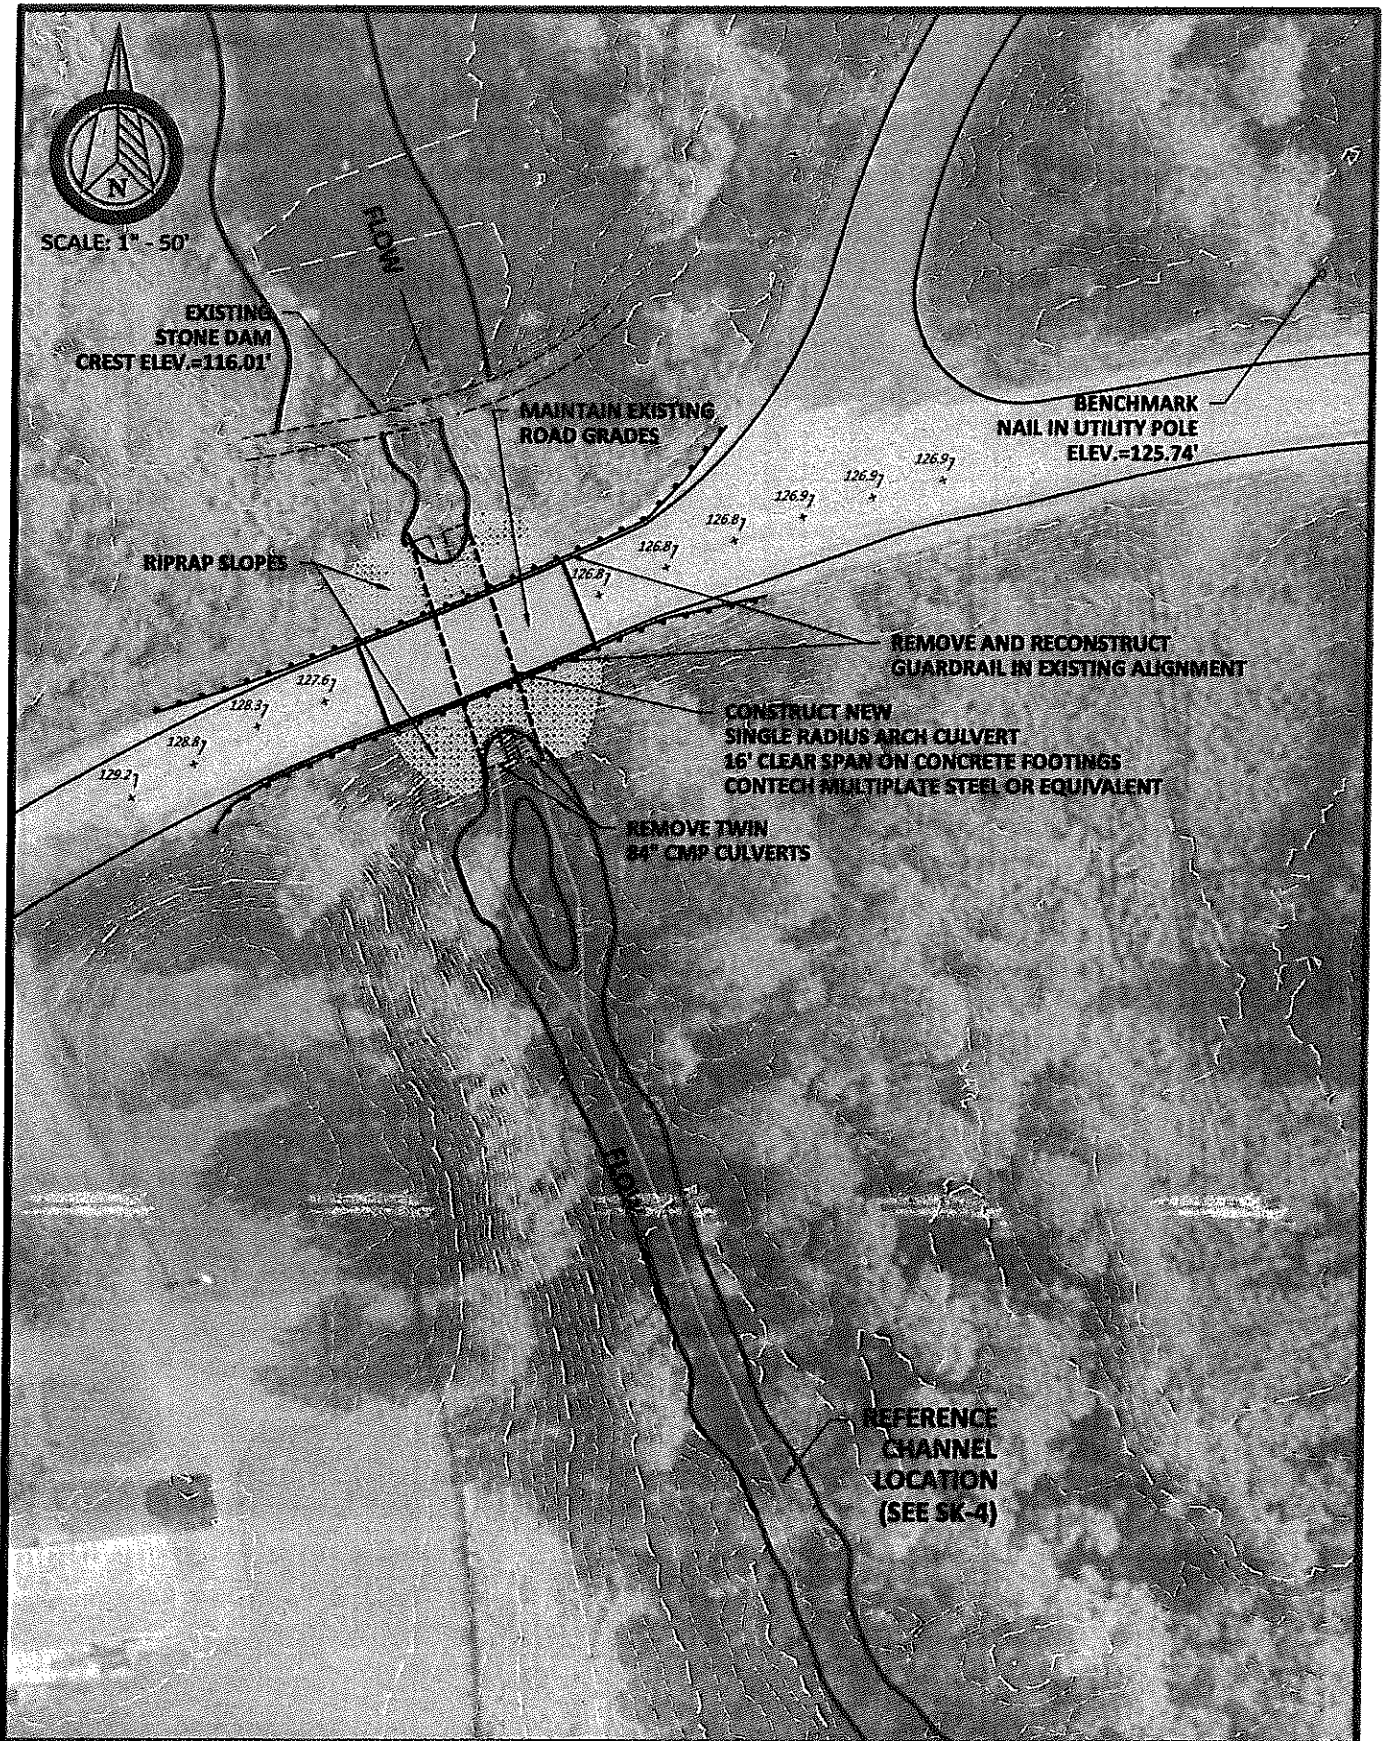 N
SCALE: 1" - 50'
FLOW
EXISTING
STONE DAM
CREST ELEV.=116.01'
MAINTAIN EXISTING
ROAD GRADES
BENCHMARK
NAIL IN UTILITY POLE
ELEV.=125.74'
126.9
126.9
126.9
126.8
126.8
126.8
RIPRAP SLOPES
REMOVE AND RECONSTRUCT
GUARDRAIL IN EXISTING ALIGNMENT
127.6
128.3
128.8
129.2
CONSTRUCT NEW
SINGLE RADIUS ARCH CULVERT
16' CLEAR SPAN ON CONCRETE FOOTINGS
CONTECH MULTIPLATE STEEL OR EQUIVALENT
REMOVE TWIN
84" CMP CULVERTS
FLOW
REFERENCE
CHANNEL
LOCATION
(SEE SK-4)